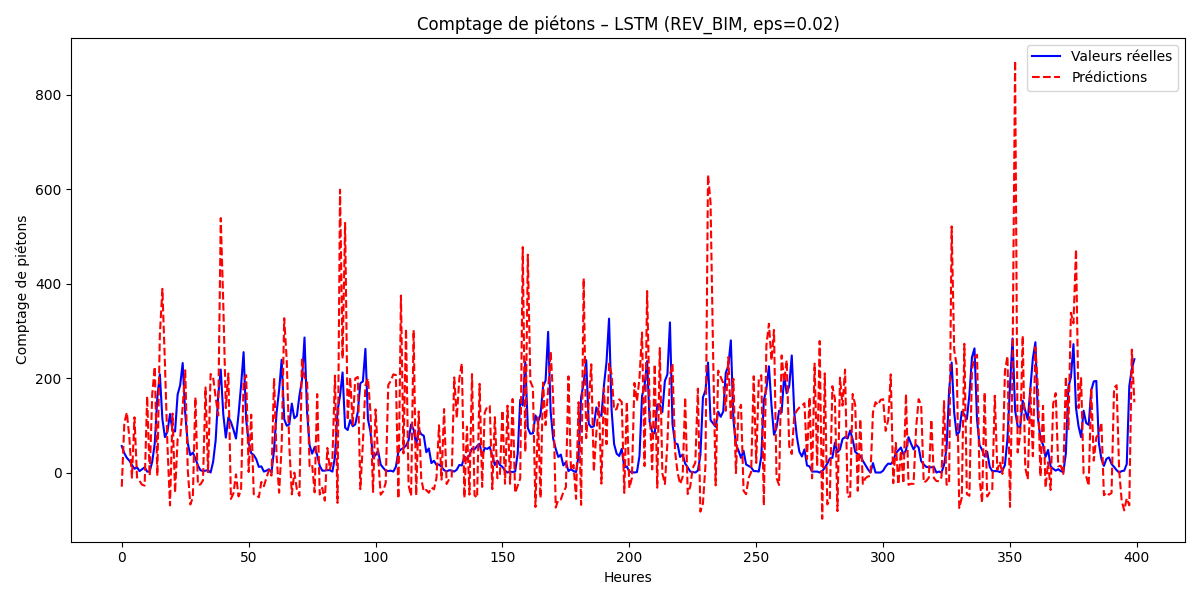 Comptage de piétons – LSTM (REV_BIM, eps=0.02)
Valeurs réelles
Prédictions
Comptage de piétons
800
600
400
200
0
0 50 100 150 200 250 300 350 400
Heures